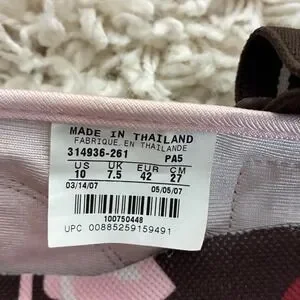 MADE IN THAILAND
FABRIQUE EN THAILANDE
314936-261 PA5
US UK EUR CM
10 7.5 42 27
03/14/07 05/05/07
100750448
UPC 00885259159491